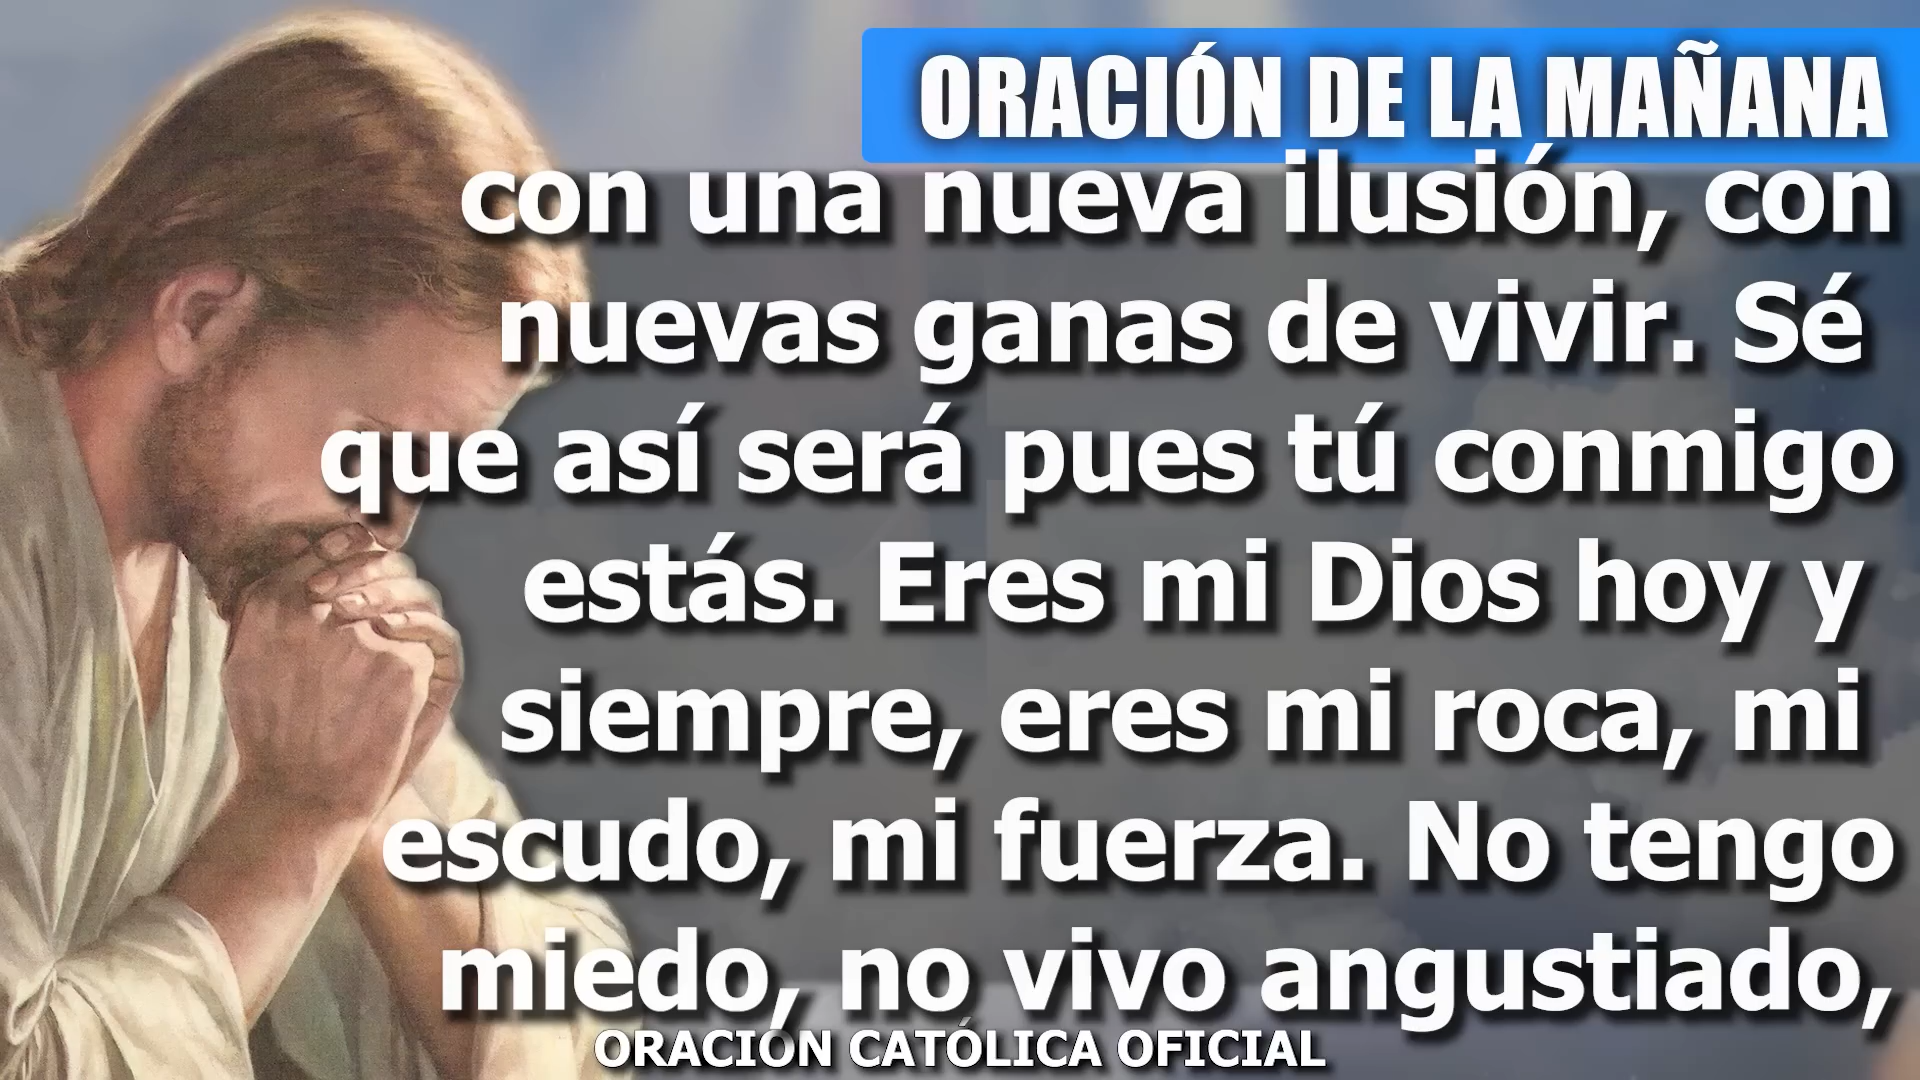 ORACIÓN DE LA MAÑANA
con una nueva ilusión, con
nuevas ganas de vivir. Sé
que así será pues tú conmigo
estás. Eres mi Dios hoy y
siempre, eres mi roca, mi
escudo, mi fuerza. No tengo
miedo, no vivo angustiado,
ORACIÓN CATÓLICA OFICIAL